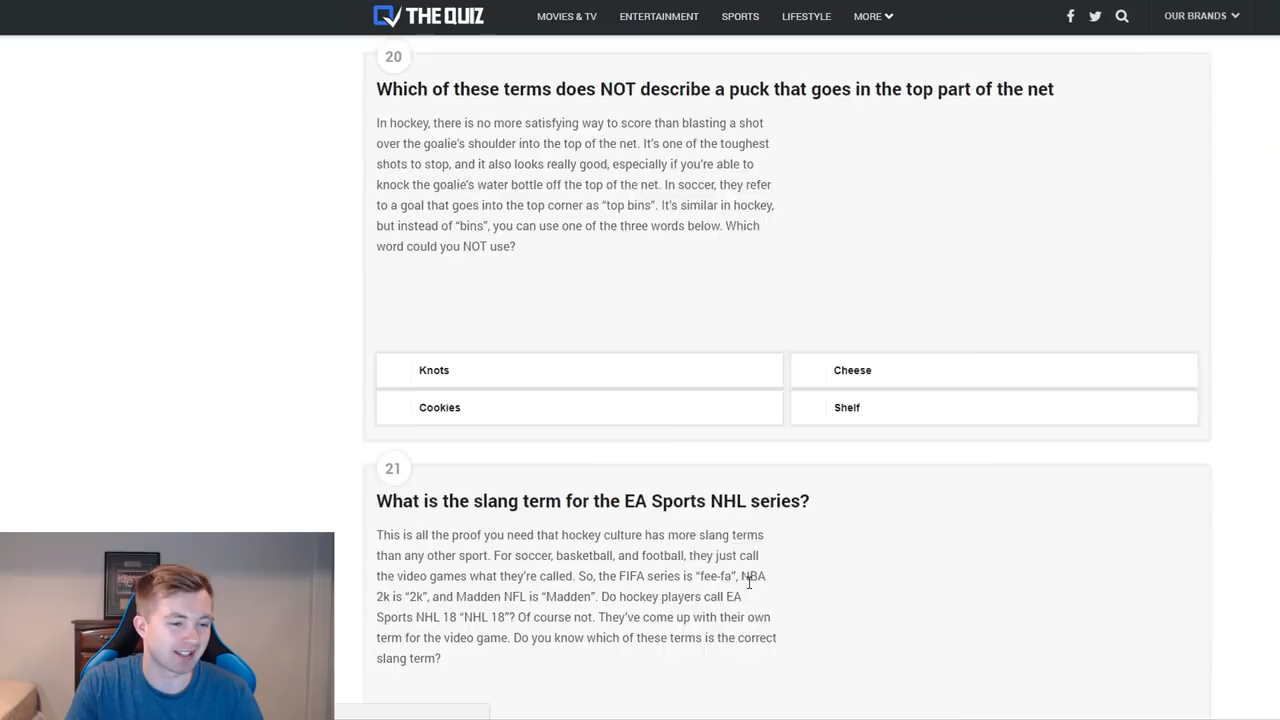 THE QUIZ MOVIES & TV ENTERTAINMENT SPORTS LIFESTYLE MORE OUR BRANDS
20
Which of these terms does NOT describe a puck that goes in the top part of the net
In hockey, there is no more satisfying way to score than blasting a shot
over the goalie's shoulder into the top of the net. It's one of the toughest
shots to stop, and it also looks really good, especially if you're able to
knock the goalie's water bottle off the top of the net. In soccer, they refer
to a goal that goes into the top corner as “top bins”. It's similar in hockey,
but instead of “bins”, you can use one of the three words below. Which
word could you NOT use?
Knots Cheese
Cookies Shelf
21
What is the slang term for the EA Sports NHL series?
This is all the proof you need that hockey culture has more slang terms
than any other sport. For soccer, basketball, and football, they just call
the video games what they're called. So, the FIFA series is “fee-fa”, NBA
2k is “2k”, and Madden NFL is “Madden”. Do hockey players call EA
Sports NHL 18 “NHL 18”? Of course not. They've come up with their own
term for the video game. Do you know which of these terms is the correct
slang term?